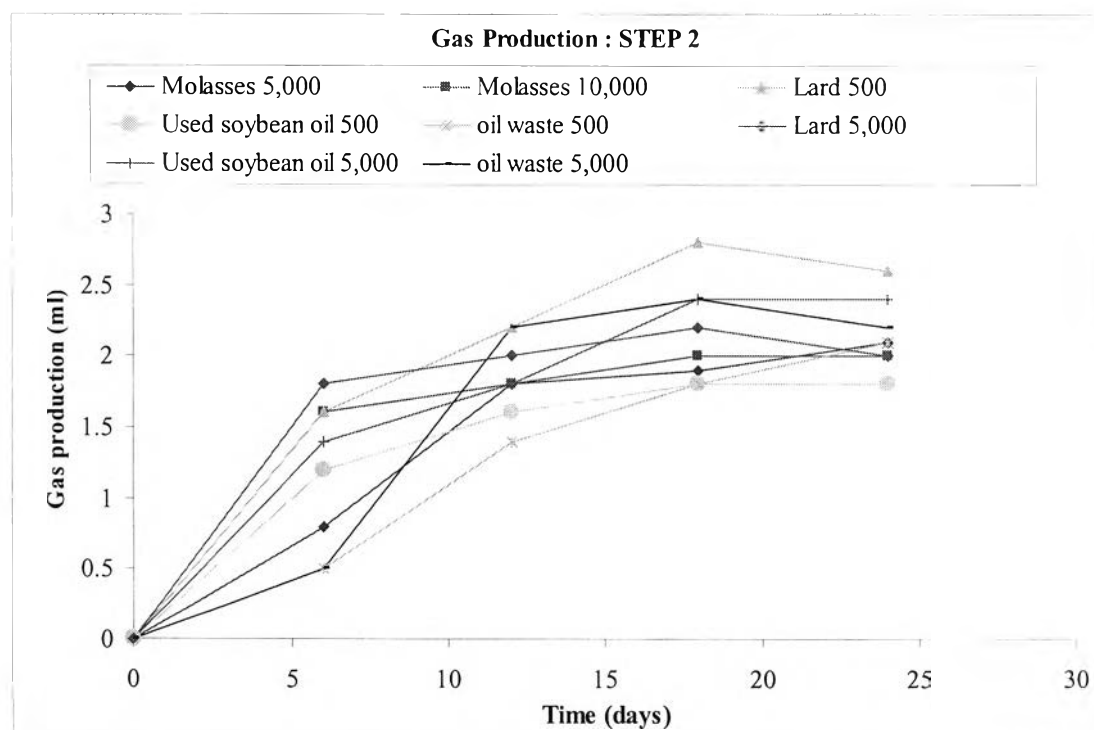 Gas Production : STEP 2
Molasses 5,000 Molasses 10,000 Lard 500
Used soybean oil 500 oil waste 500 Lard 5,000
Used soybean oil 5,000 oil waste 5,000
3
2.5
2
1.5
1
0.5
0
Gas production (ml)
0 5 10 15 20 25 30
Time (days)